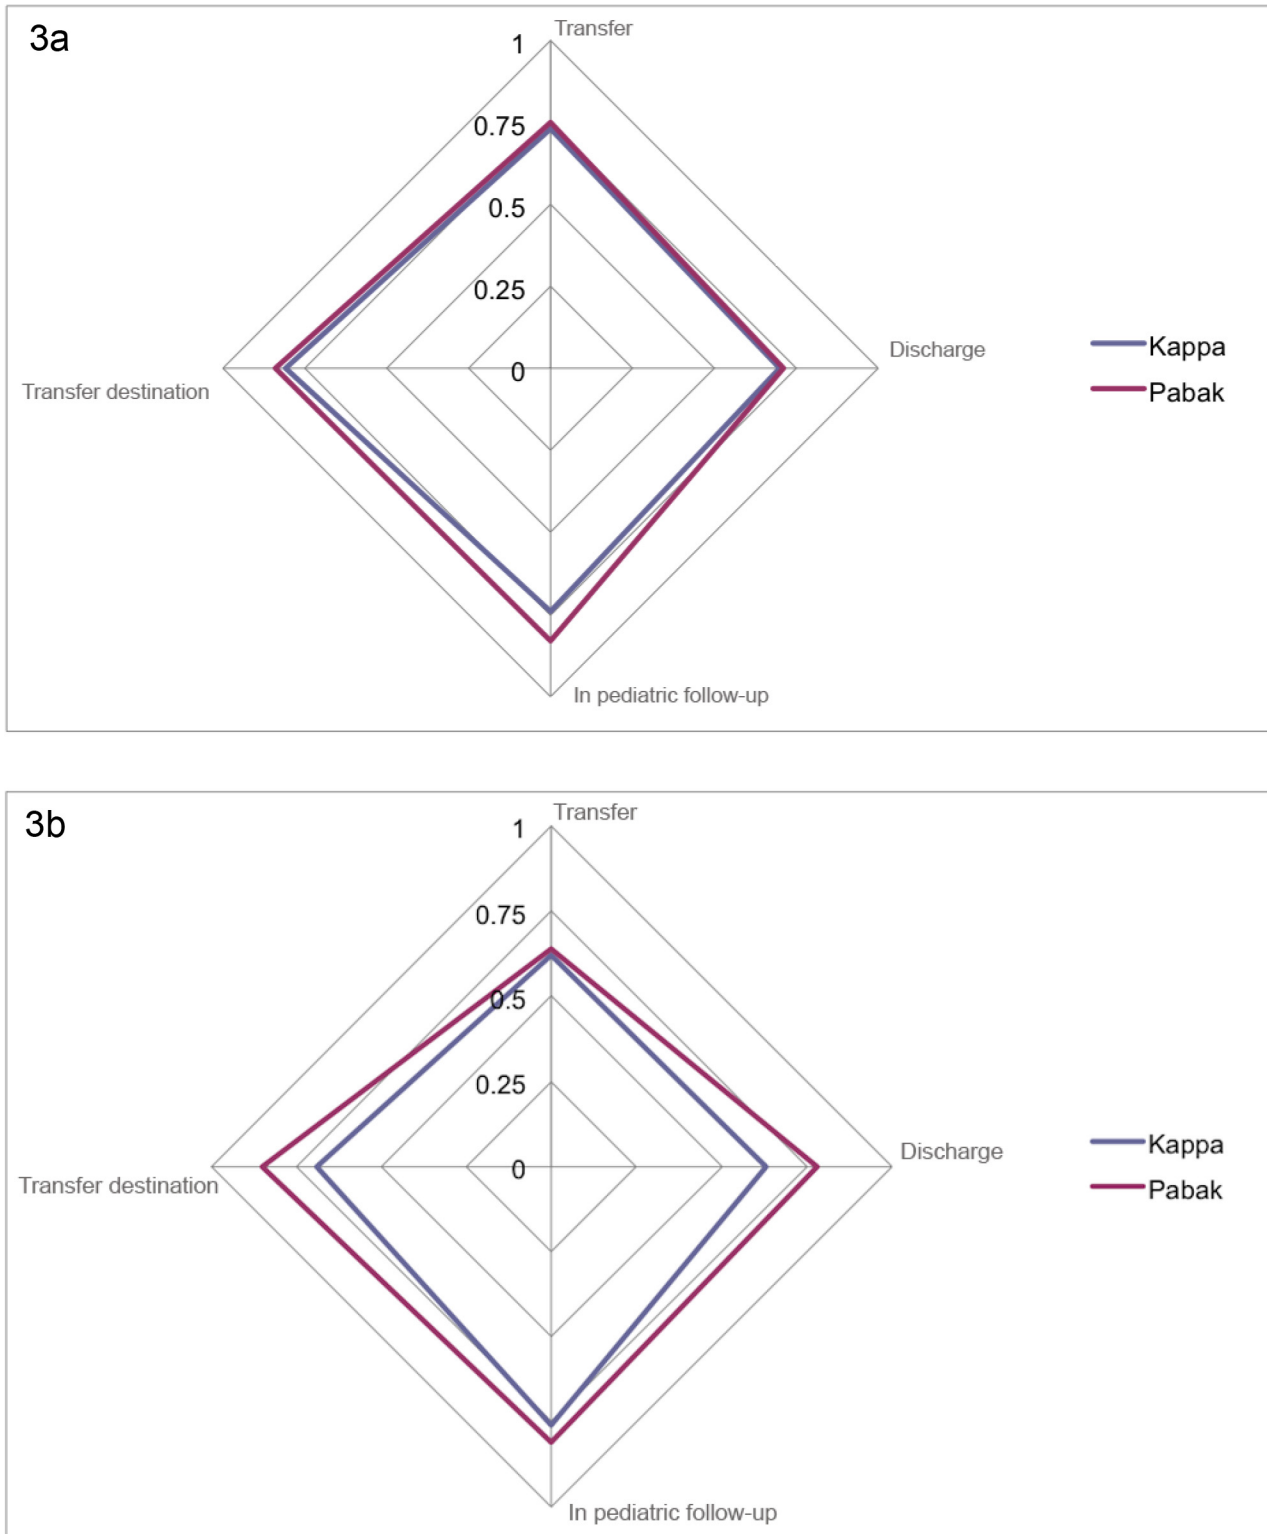 3a
Transfer
1
0.75
0.5
0.25
0
Discharge
Transfer destination
In pediatric follow-up
Kappa
Pabak
3b
Transfer
1
0.75
0.5
0.25
0
Discharge
Transfer destination
In pediatric follow-up
Kappa
Pabak